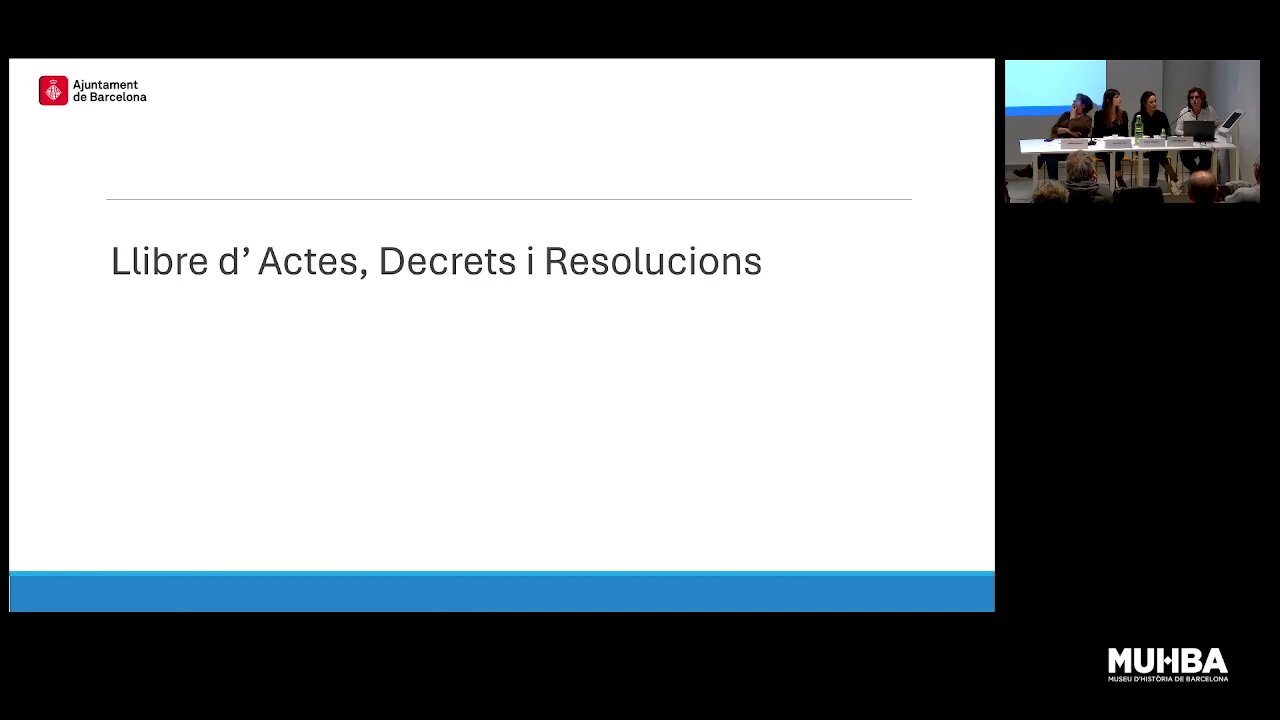 Ajuntament
de Barcelona
Llibre d’ Actes, Decrets i Resolucions
MUHBA
MUSEU D'HISTÒRIA DE BARCELONA